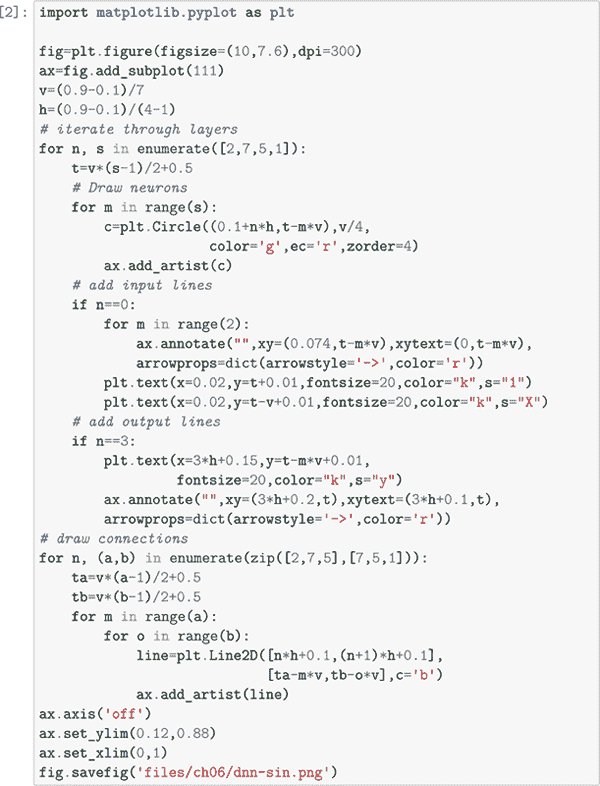 [2]: import matplotlib.pyplot as plt

fig=plt.figure(figsize=(10,7.6),dpi=300)
ax=fig.add_subplot(111)
v=(0.9-0.1)/7
h=(0.9-0.1)/(4-1)
# iterate through layers
for n, s in enumerate([2,7,5,1]):
    t=v*(s-1)/2+0.5
    # Draw neurons
    for m in range(s):
        c=plt.Circle((0.1+n*h,t-m*v),v/4,
                     color='g',ec='r',zorder=4)
        ax.add_artist(c)
    # add input lines
    if n==0:
        for m in range(2):
            ax.annotate("",xy=(0.074,t-m*v),xytext=(0,t-m*v),
            arrowprops=dict(arrowstyle='->',color='r'))
        plt.text(x=0.02,y=t+0.01,fontsize=20,color="k",s="1")
        plt.text(x=0.02,y=t-v+0.01,fontsize=20,color="k",s="X")
    # add output lines
    if n==3:
        plt.text(x=3*h+0.15,y=t-m*v+0.01,
                 fontsize=20,color="k",s="y")
        ax.annotate("",xy=(3*h+0.2,t),xytext=(3*h+0.1,t),
        arrowprops=dict(arrowstyle='->',color='r'))
# draw connections
for n, (a,b) in enumerate(zip([2,7,5],[7,5,1])):
    ta=v*(a-1)/2+0.5
    tb=v*(b-1)/2+0.5
    for m in range(a):
        for o in range(b):
            line=plt.Line2D([n*h+0.1,(n+1)*h+0.1],
                            [ta-m*v,tb-o*v],c='b')
            ax.add_artist(line)
ax.axis('off')
ax.set_ylim(0.12,0.88)
ax.set_xlim(0,1)
fig.savefig('files/ch06/dnn-sin.png')